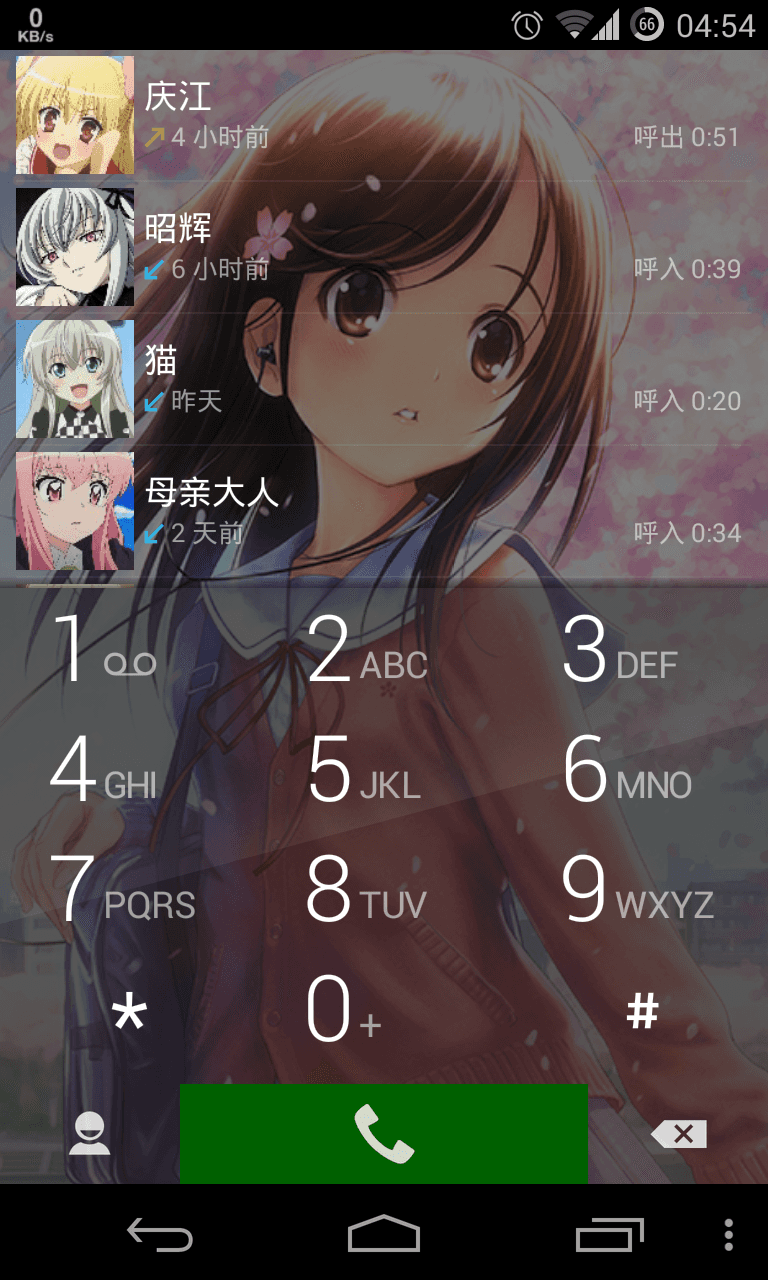 0
KB/s
66
04:54
庆江
4 小时前
呼出 0:51
昭辉
6 小时前
呼入 0:39
猫
昨天
呼入 0:20
母亲大人
2 天前
呼入 0:34
1
2 ABC
3 DEF
4 GHI
5 JKL
6 MNO
7 PQRS
8 TUV
9 WXYZ
*
0 +
#